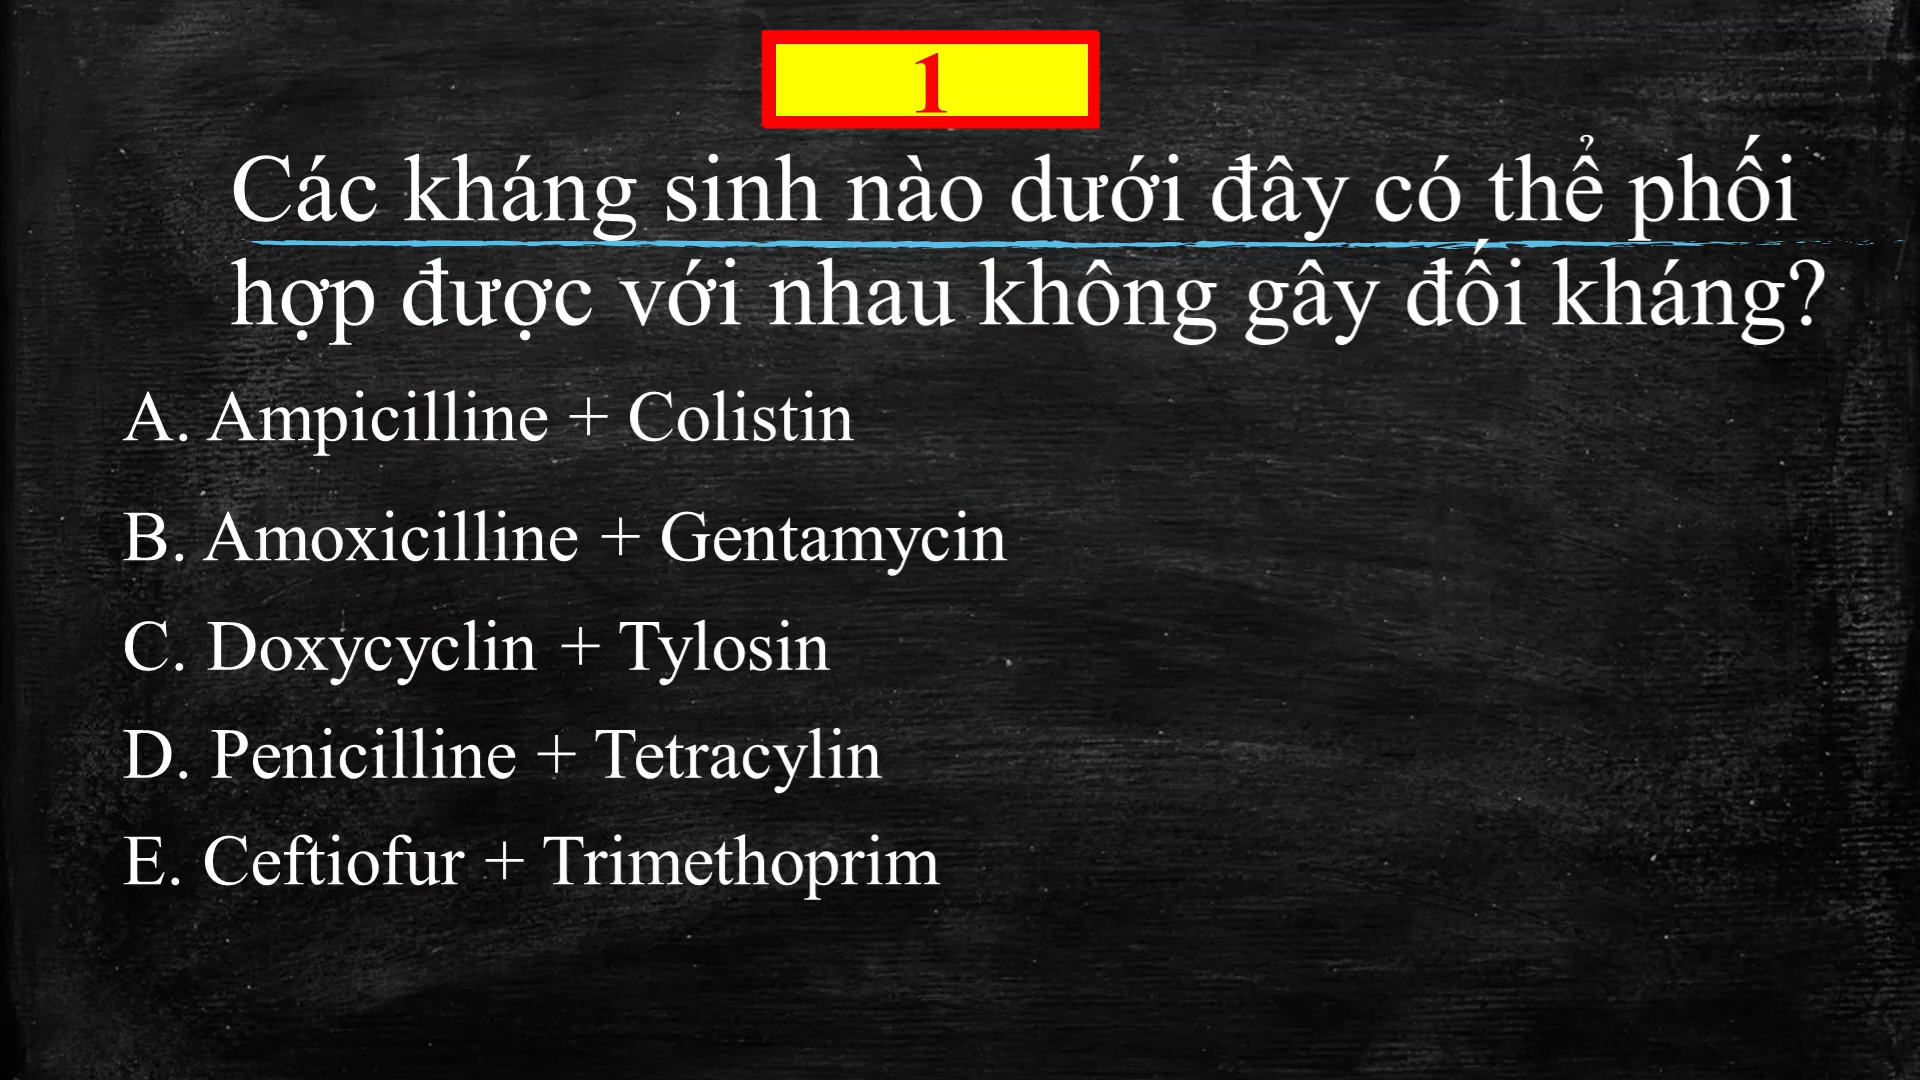 1
Các kháng sinh nào dưới đây có thể phối
hợp được với nhau không gây đối kháng?
A. Ampicilline + Colistin
B. Amoxicilline + Gentamycin
C. Doxycyclin + Tylosin
D. Penicilline + Tetracylin
E. Ceftiofur + Trimethoprim